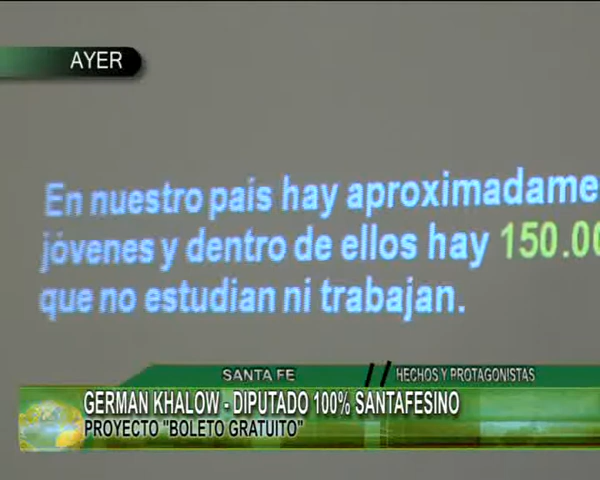 AYER
En nuestro país hay aproximadame
jóvenes y dentro de ellos hay 150.00
que no estudian ni trabajan.
SANTA FE // HECHOS Y PROTAGONISTAS
GERMAN KHALOW - DIPUTADO 100% SANTAFESINO
PROYECTO "BOLETO GRATUITO"